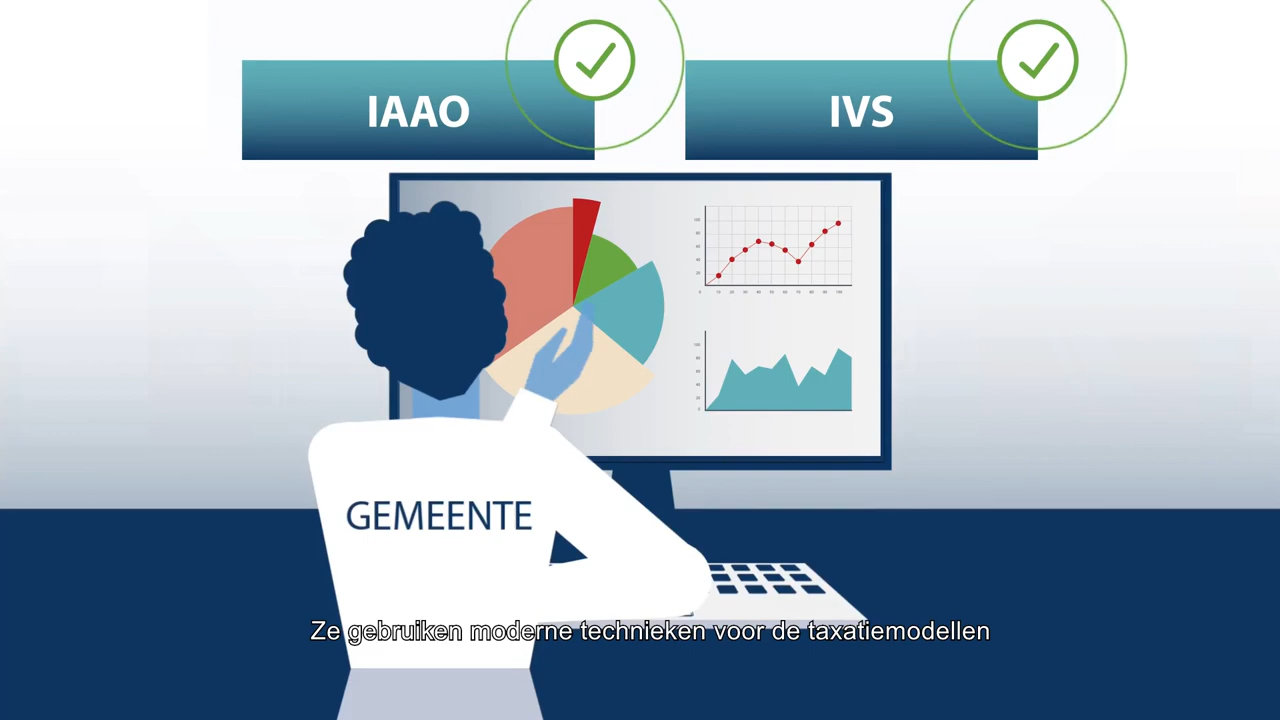 IAAO
IVS
GEMEENTE
Ze gebruiken moderne technieken voor de taxatiemodellen